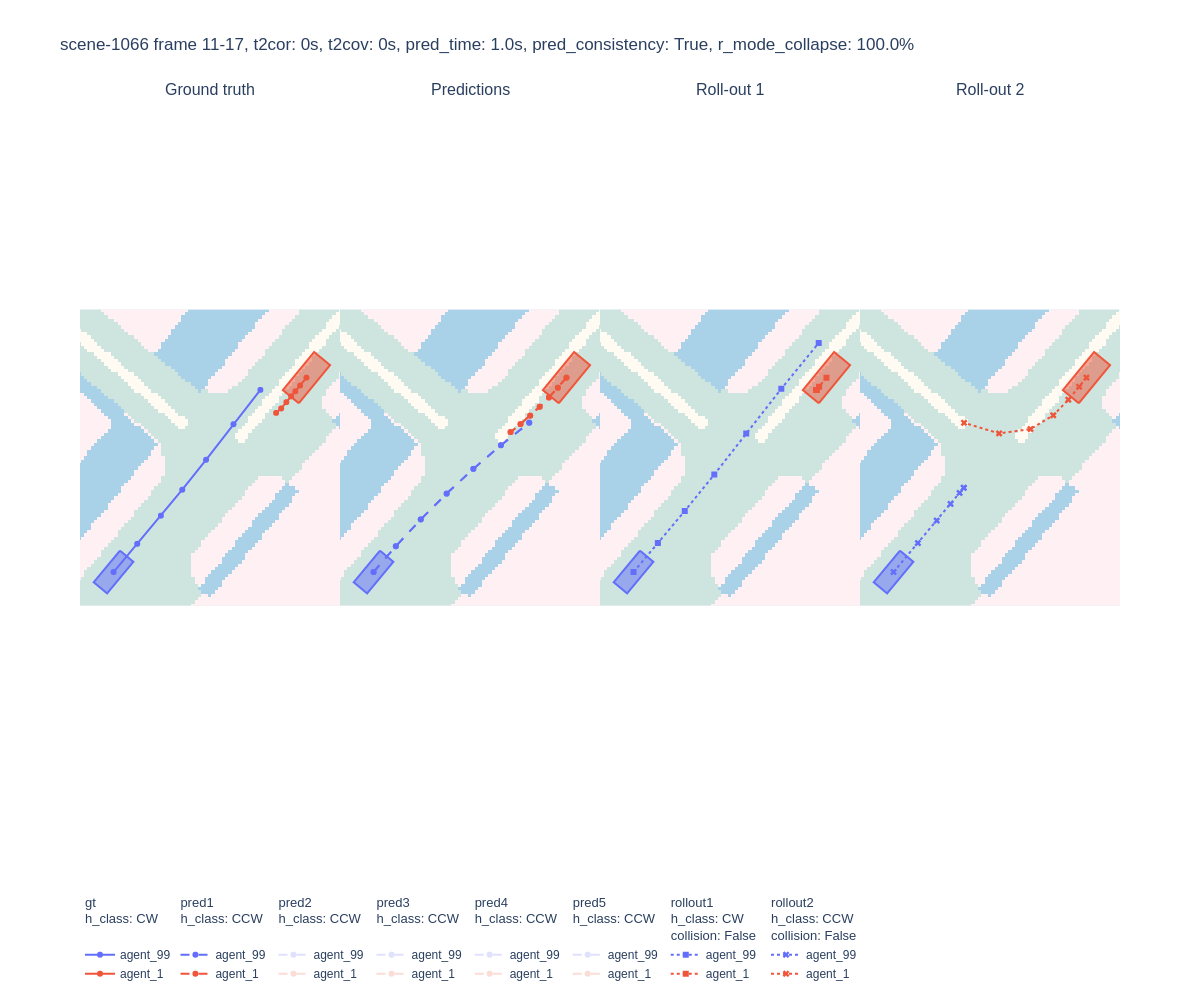 scene-1066 frame 11-17, t2cor: 0s, t2cov: 0s, pred_time: 1.0s, pred_consistency: True, r_mode_collapse: 100.0%
Ground truth
Predictions
Roll-out 1
Roll-out 2
gt
h_class: CW
agent_99
agent_1
pred1
h_class: CCW
agent_99
agent_1
pred2
h_class: CCW
agent_99
agent_1
pred3
h_class: CCW
agent_99
agent_1
pred4
h_class: CCW
agent_99
agent_1
pred5
h_class: CCW
agent_99
agent_1
rollout1
h_class: CW
collision: False
agent_99
agent_1
rollout2
h_class: CCW
collision: False
agent_99
agent_1